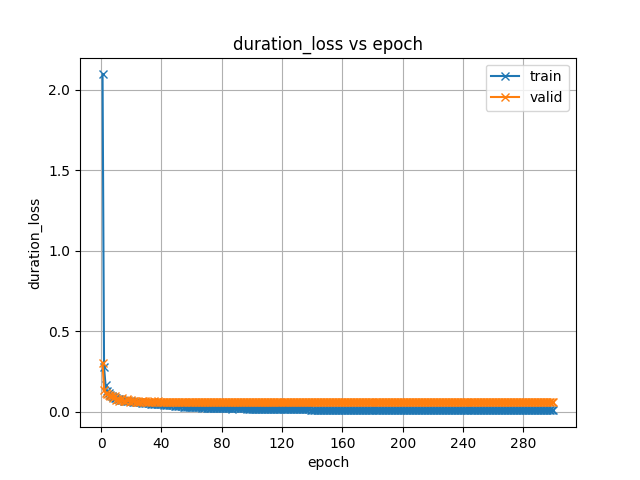 duration_loss vs epoch
train
valid
duration_loss
2.0
1.5
1.0
0.5
0.0
0 40 80 120 160 200 240 280
epoch